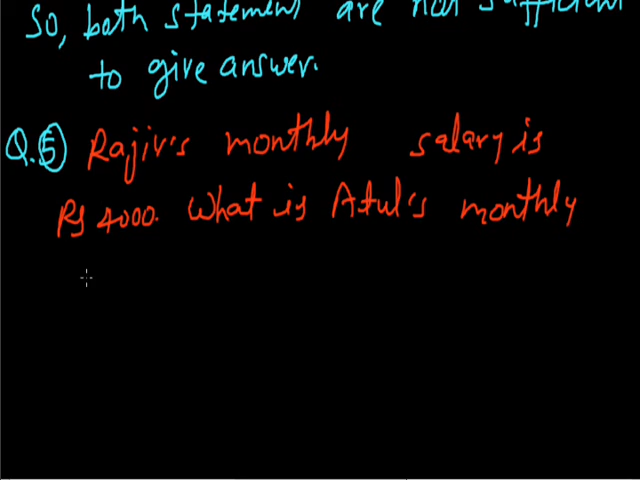 So, both statement are not sufficient
to give answer.
Q.5 Rajiv's monthly salary is
Rs 4000. What is Atul's monthly